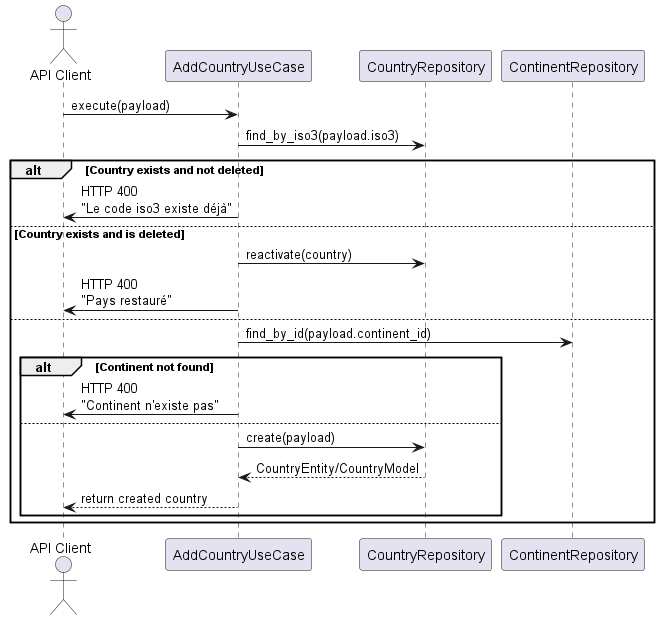 API Client
AddCountryUseCase
CountryRepository
ContinentRepository
execute(payload)
find_by_iso3(payload.iso3)
alt
[Country exists and not deleted]
HTTP 400
"Le code iso3 existe déjà"
[Country exists and is deleted]
reactivate(country)
HTTP 400
"Pays restauré"
find_by_id(payload.continent_id)
alt
[Continent not found]
HTTP 400
"Continent n'existe pas"
create(payload)
CountryEntity/CountryModel
return created country
API Client
AddCountryUseCase
CountryRepository
ContinentRepository